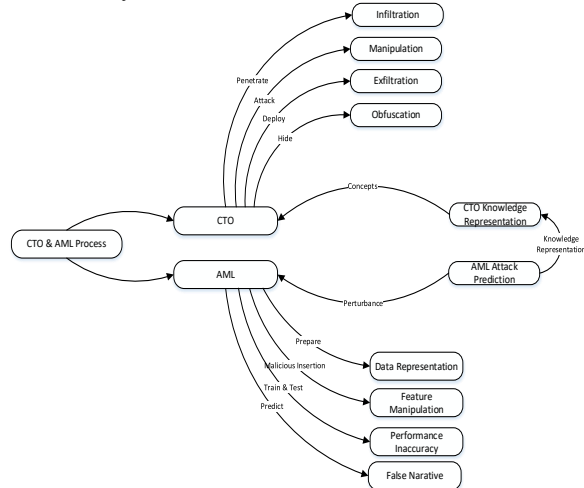 Infiltration
Penetrate
Manipulation
Attack
Exfiltration
Deploy
Obfuscation
Hide
Concepts
CTO
CTO Knowledge
Representation
CTO & AML Process
Knowledge
Representation
AML
AML Attack
Prediction
Perturbance
Prepare
Data Representation
Malicious Insertion
Feature
Manipulation
Train & Test
Predict
Performance
Inaccuracy
False Narative